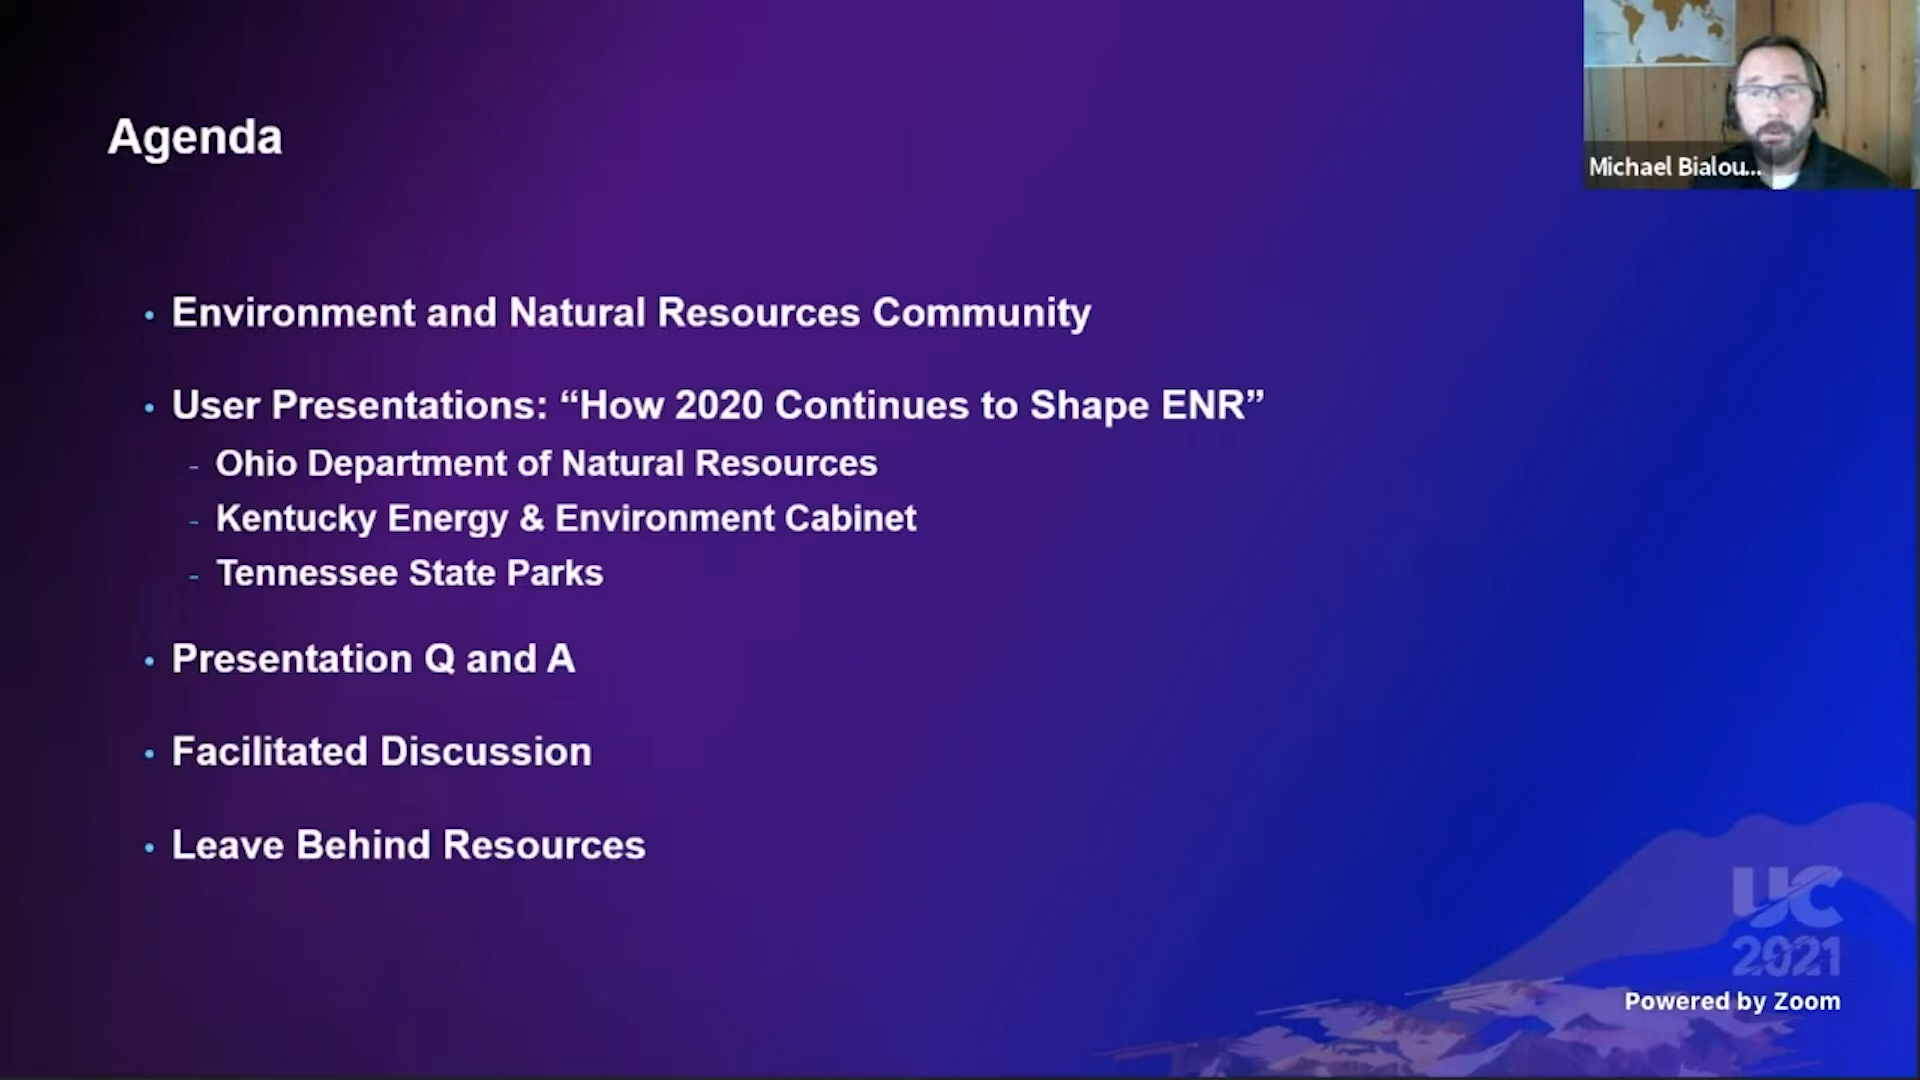 Agenda
Michael Bialou...
• Environment and Natural Resources Community
• User Presentations: “How 2020 Continues to Shape ENR”
- Ohio Department of Natural Resources
- Kentucky Energy & Environment Cabinet
- Tennessee State Parks
• Presentation Q and A
• Facilitated Discussion
• Leave Behind Resources
UC
2021
Powered by Zoom